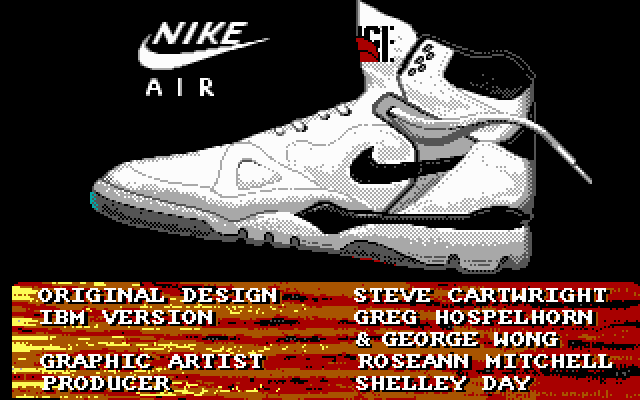 NIKE
AIR
ORIGINAL DESIGN STEVE CARTWRIGHT
IBM VERSION GREG HOSPELHORN
& GEORGE WONG
GRAPHIC ARTIST ROSEANN MITCHELL
PRODUCER SHELLEY DAY